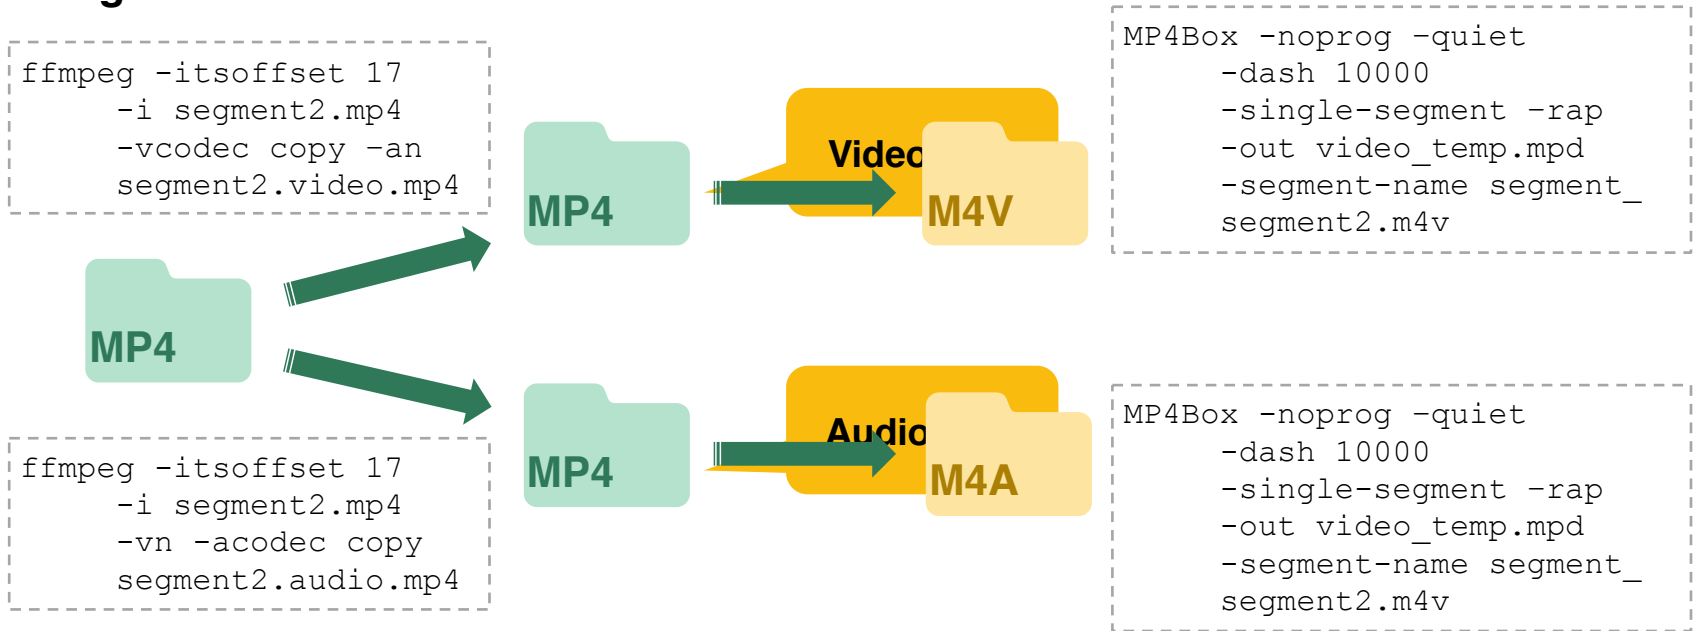 ffmpeg -itsoffset 17
-i segment2.mp4
-vcodec copy –an
segment2.video.mp4
MP4
MP4
Video
M4V
MP4Box -noprog –quiet
-dash 10000
-single-segment –rap
-out video_temp.mpd
-segment-name segment_
segment2.m4v
ffmpeg -itsoffset 17
-i segment2.mp4
-vn -acodec copy
segment2.audio.mp4
MP4
Audio
M4A
MP4Box -noprog –quiet
-dash 10000
-single-segment –rap
-out video_temp.mpd
-segment-name segment_
segment2.m4v